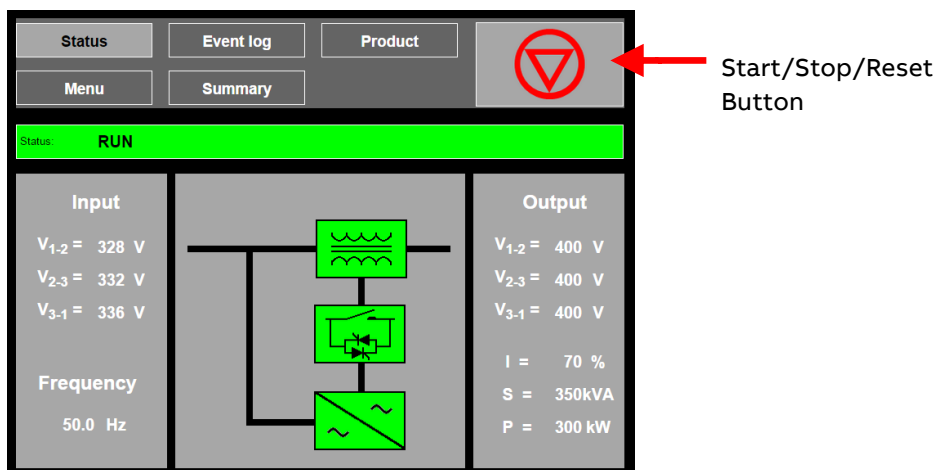 Status Event log Product
Menu Summary
Start/Stop/Reset
Button
Status: RUN
Input
V1-2 = 328 V
V2-3 = 332 V
V3-1 = 336 V
Frequency
50.0 Hz
Output
V1-2 = 400 V
V2-3 = 400 V
V3-1 = 400 V
I = 70 %
S = 350kVA
P = 300 kW